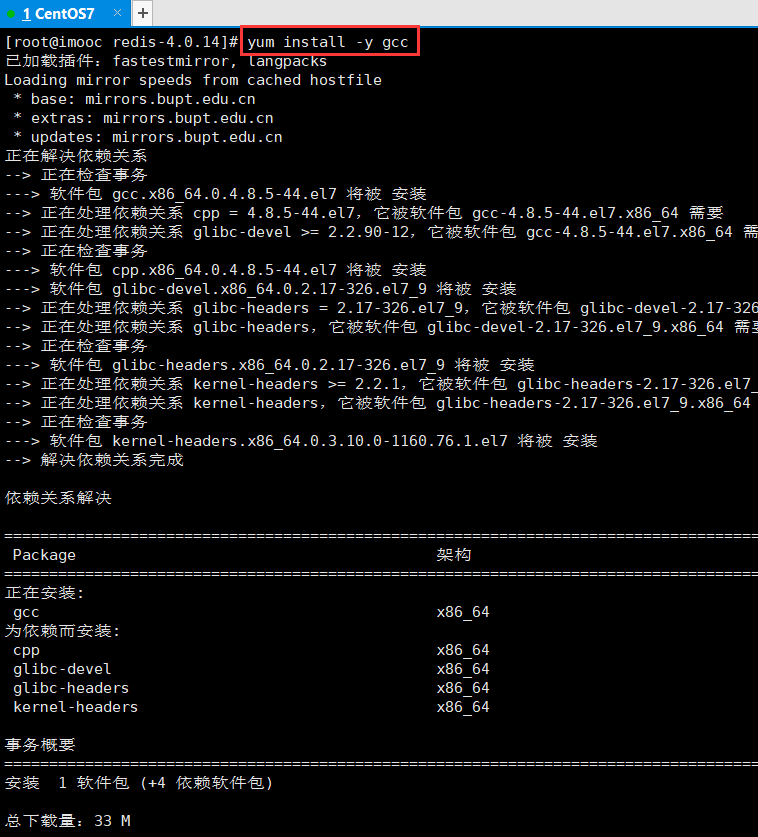 1 CentOS7 × +
[root@imooc redis-4.0.14]# yum install -y gcc
已加载插件：fastestmirror, langpacks
Loading mirror speeds from cached hostfile
 * base: mirrors.bupt.edu.cn
 * extras: mirrors.bupt.edu.cn
 * updates: mirrors.bupt.edu.cn
正在解决依赖关系
--> 正在检查事务
---> 软件包 gcc.x86_64.0.4.8.5-44.el7 将被 安装
--> 正在处理依赖关系 cpp = 4.8.5-44.el7，它被软件包 gcc-4.8.5-44.el7.x86_64 需要
--> 正在处理依赖关系 glibc-devel >= 2.2.90-12，它被软件包 gcc-4.8.5-44.el7.x86_64 需
--> 正在检查事务
---> 软件包 cpp.x86_64.0.4.8.5-44.el7 将被 安装
---> 软件包 glibc-devel.x86_64.0.2.17-326.el7_9 将被 安装
--> 正在处理依赖关系 glibc-headers = 2.17-326.el7_9，它被软件包 glibc-devel-2.17-326
--> 正在处理依赖关系 glibc-headers，它被软件包 glibc-devel-2.17-326.el7_9.x86_64 需要
--> 正在检查事务
---> 软件包 glibc-headers.x86_64.0.2.17-326.el7_9 将被 安装
--> 正在处理依赖关系 kernel-headers >= 2.2.1，它被软件包 glibc-headers-2.17-326.el7_
--> 正在处理依赖关系 kernel-headers，它被软件包 glibc-headers-2.17-326.el7_9.x86_64
--> 正在检查事务
---> 软件包 kernel-headers.x86_64.0.3.10.0-1160.76.1.el7 将被 安装
--> 解决依赖关系完成
依赖关系解决
================================================================================
 Package 架构
================================================================================
正在安装:
 gcc x86_64
为依赖而安装:
 cpp x86_64
 glibc-devel x86_64
 glibc-headers x86_64
 kernel-headers x86_64
事务概要
================================================================================
安装  1 软件包 (+4 依赖软件包)
总下载量：33 M